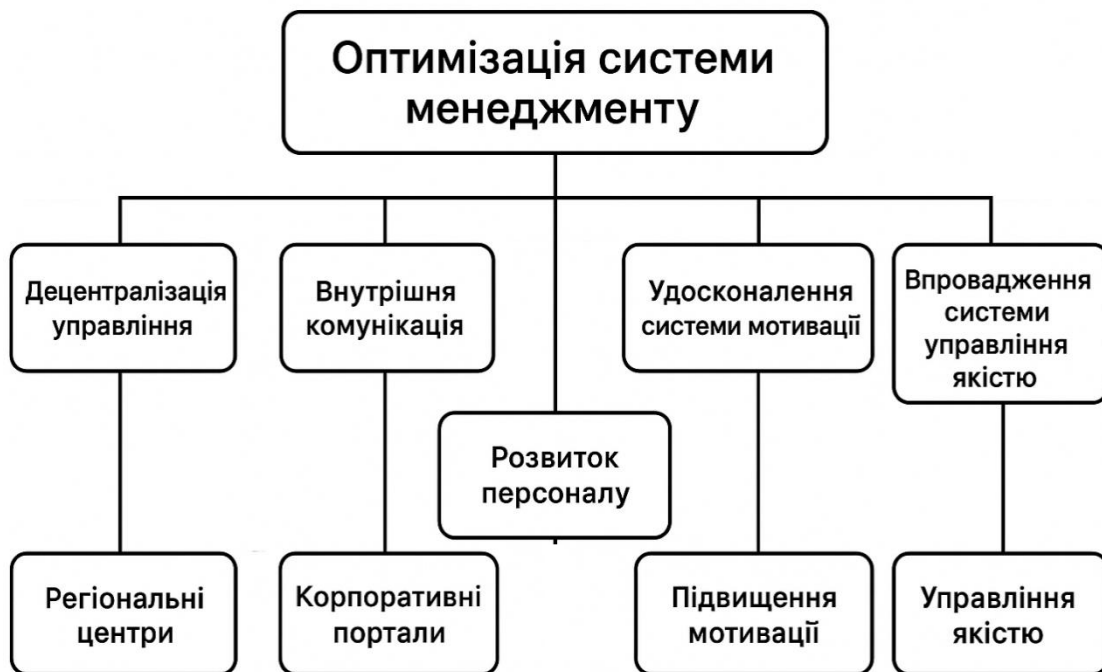 Оптимізація системи
менеджменту
Децентралізація
управління
Внутрішня
комунікація
Удосконалення
системи мотивації
Впровадження
системи
управління
якістю
Розвиток
персоналу
Регіональні
центри
Корпоративні
портали
Підвищення
мотивації
Управління
якістю